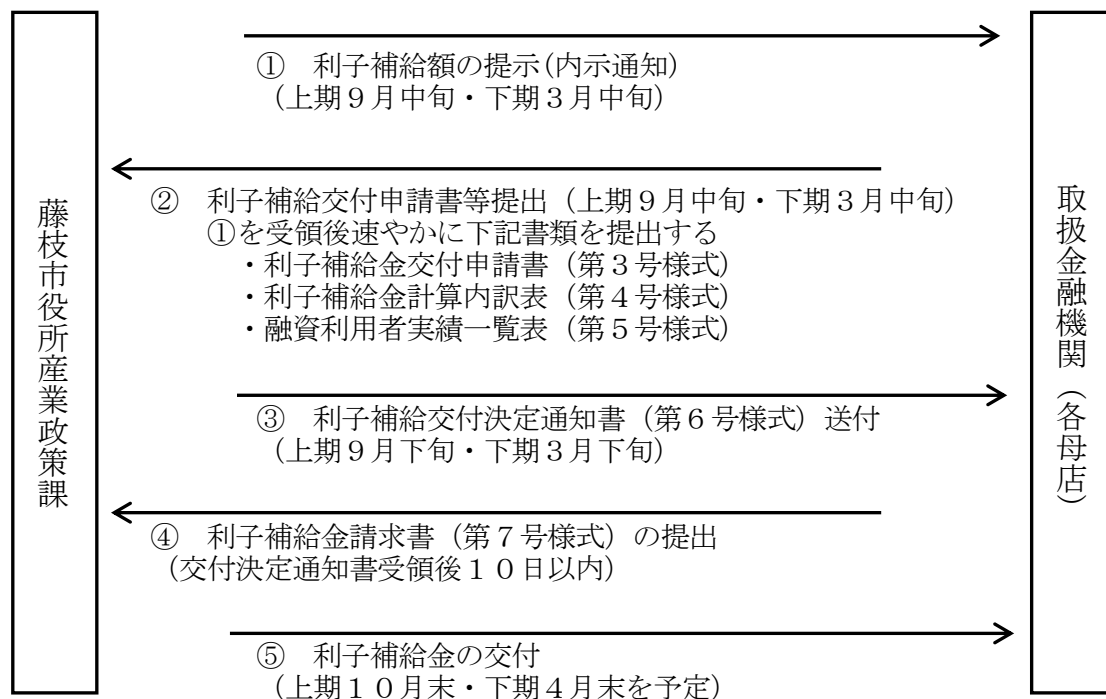 藤枝市役所産業政策課
①　利子補給額の提示（内示通知）
（上期９月中旬・下期３月中旬）
②　利子補給交付申請書等提出（上期９月中旬・下期３月中旬）
①を受領後速やかに下記書類を提出する
・利子補給金交付申請書（第３号様式）
・利子補給金計算内訳表（第４号様式）
・融資利用者実績一覧表（第５号様式）
③　利子補給交付決定通知書（第６号様式）送付
（上期９月下旬・下期３月下旬）
④　利子補給金請求書（第７号様式）の提出
（交付決定通知書受領後１０日以内）
⑤　利子補給金の交付
（上期１０月末・下期４月末を予定）
取扱金融機関（各母店）